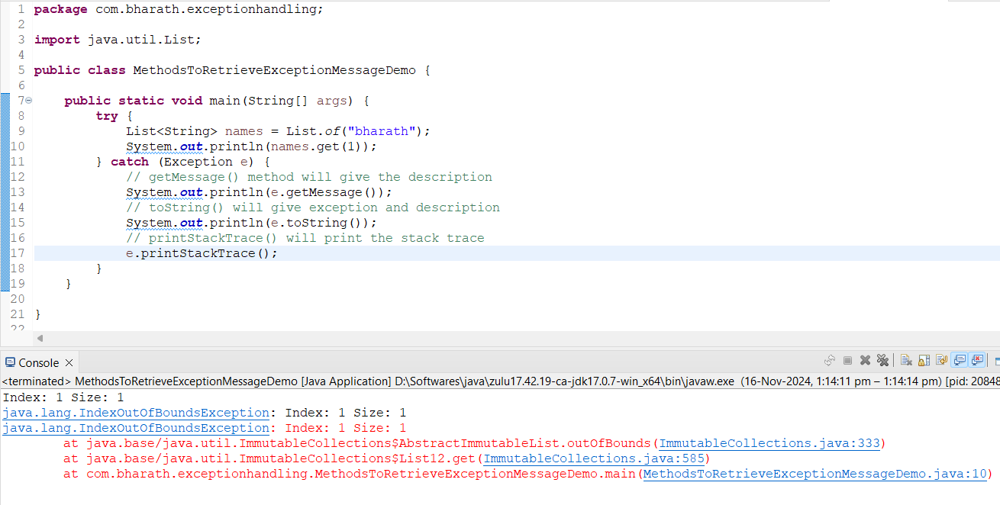 1 package com.bharath.exceptionhandling;
2
3 import java.util.List;
4
5 public class MethodsToRetrieveExceptionMessageDemo {
6
7 public static void main(String[] args) {
8 try {
9 List<String> names = List.of("bharath");
10 System.out.println(names.get(1));
11 } catch (Exception e) {
12 // getMessage() method will give the description
13 System.out.println(e.getMessage());
14 // toString() will give exception and description
15 System.out.println(e.toString());
16 // printStackTrace() will print the stack trace
17 e.printStackTrace();
18 }
19 }
20
21 }
22
Console
<terminated> MethodsToRetrieveExceptionMessageDemo [Java Application] D:\Softwares\java\zulu17.42.19-ca-jdk17.0.7-win_x64\bin\javaw.exe (16-Nov-2024, 1:14:11 pm – 1:14:14 pm) [pid: 20848
Index: 1 Size: 1
java.lang.IndexOutOfBoundsException: Index: 1 Size: 1
java.lang.IndexOutOfBoundsException: Index: 1 Size: 1
at java.base/java.util.ImmutableCollections$AbstractImmutableList.outOfBounds(ImmutableCollections.java:333)
at java.base/java.util.ImmutableCollections$List12.get(ImmutableCollections.java:585)
at com.bharath.exceptionhandling.MethodsToRetrieveExceptionMessageDemo.main(MethodsToRetrieveExceptionMessageDemo.java:10)